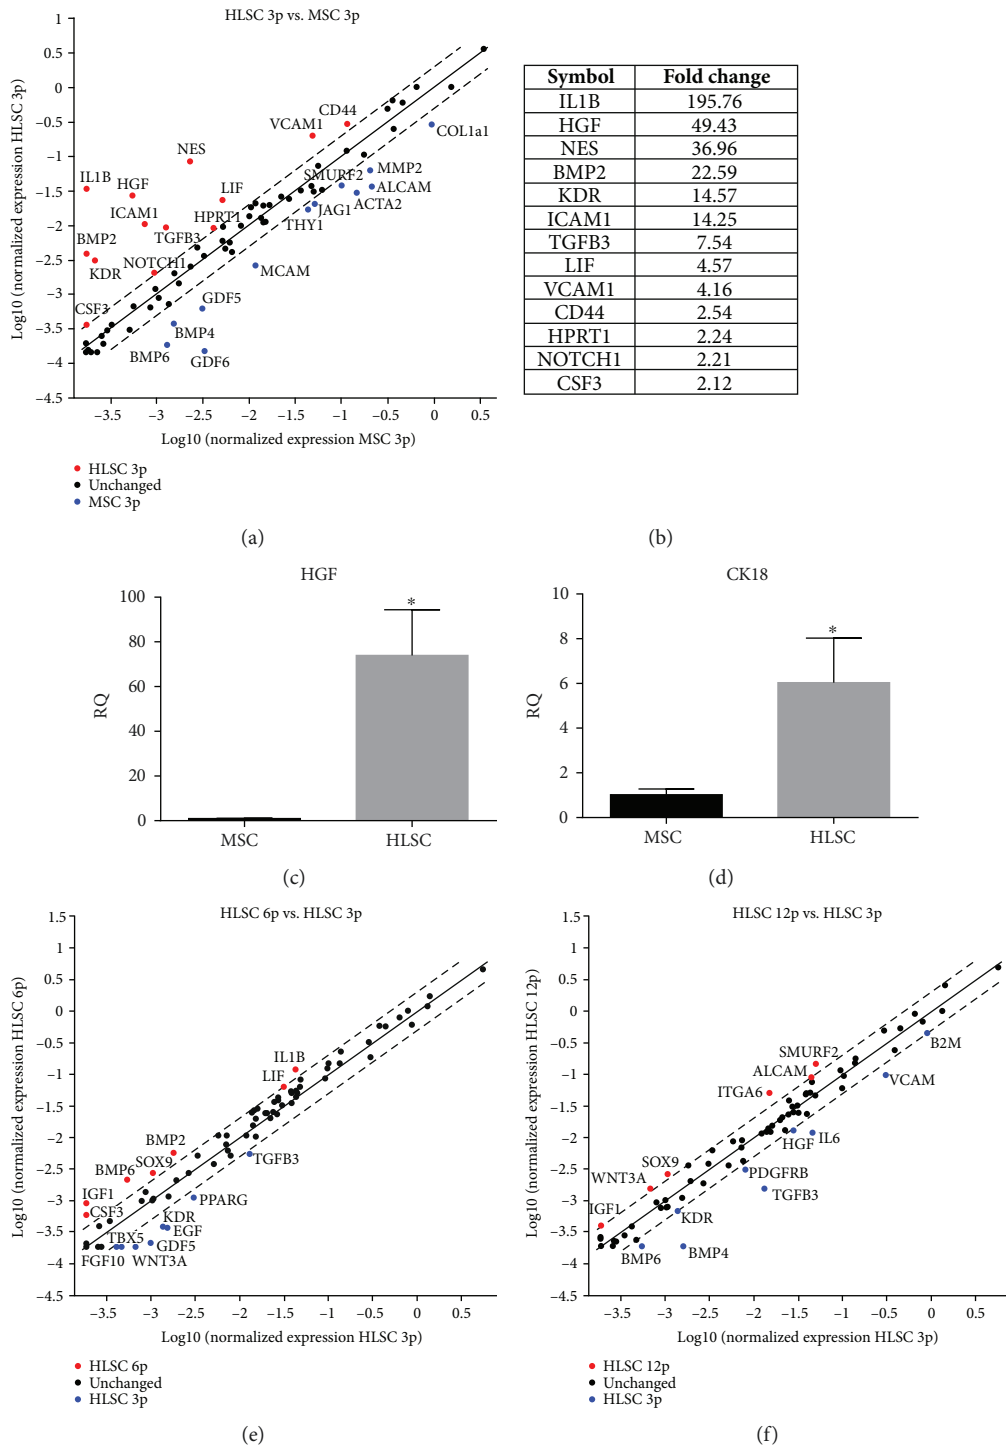 HLSC 3p vs. MSC 3p
Log10 (normalized expression HLSC 3p)
1
0.5
0
−0.5
−1
−1.5
−2
−2.5
−3
−3.5
−4
−4.5
CD44
VCAM1
COL1a1
NES
SMURF2
MMP2
IL1B
HGF
LIF
ALCAM
ACTA2
ICAM1
HPRT1
JAG1
THY1
BMP2
TGFB3
KDR
NOTCH1
MCAM
CSF3
GDF5
BMP4
BMP6
GDF6
−3.5 −3 −2.5 −2 −1.5 −1 −0.5 0 0.5
Log10 (normalized expression MSC 3p)
HLSC 3p
Unchanged
MSC 3p
(a)
Symbol Fold change
IL1B 195.76
HGF 49.43
NES 36.96
BMP2 22.59
KDR 14.57
ICAM1 14.25
TGFB3 7.54
LIF 4.57
VCAM1 4.16
CD44 2.54
HPRT1 2.24
NOTCH1 2.21
CSF3 2.12
(b)
HGF
RQ
100
80
60
40
20
0
*
MSC HLSC
(c)
CK18
RQ
10
8
6
4
2
0
*
MSC HLSC
(d)
HLSC 6p vs. HLSC 3p
Log10 (normalized expression HLSC 6p)
1.5
1
0.5
0
−0.5
−1
−1.5
−2
−2.5
−3
−3.5
−4
−4.5
IL1B
LIF
BMP2
SOX9
BMP6
TGFB3
IGF1
PPARG
CSF3
KDR
TBX5
EGF
GDF5
FGF10
WNT3A
−3.5 −3 −2.5 −2 −1.5 −1 −0.5 0 0.5
Log10 (normalized expression HLSC 3p)
HLSC 6p
Unchanged
HLSC 3p
(e)
HLSC 12p vs. HLSC 3p
Log10 (normalized expression HLSC 12p)
1.5
1
0.5
0
−0.5
−1
−1.5
−2
−2.5
−3
−3.5
−4
−4.5
SMURF2
B2M
ALCAM
VCAM
ITGA6
HGF
IL6
SOX9
WNT3A
PDGFRB
TGFB3
IGF1
KDR
BMP6
BMP4
−3.5 −3 −2.5 −2 −1.5 −1 −0.5 0 0.5
Log10 (normalized expression HLSC 3p)
HLSC 12p
Unchanged
HLSC 3p
(f)